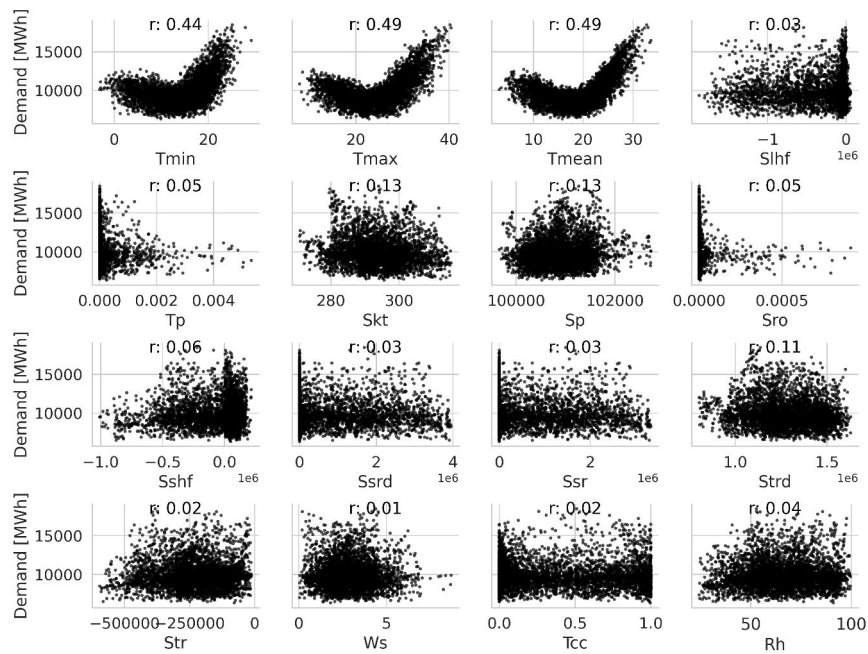 r: 0.44 r: 0.49 r: 0.49 r: 0.03
Demand [MWh]
15000
10000
0 20 20 40 10 20 30 −1 0
1e6
Tmin Tmax Tmean Slhf
r: 0.05 r: 0.13 r: 0.13 r: 0.05
Demand [MWh]
15000
10000
0.000 0.002 0.004 280 300 100000 102000 0.0000 0.0005
Tp Skt Sp Sro
r: 0.06 r: 0.03 r: 0.03 r: 0.11
Demand [MWh]
15000
10000
−1.0 −0.5 0.0 0 2 4 0 2 1.0 1.5
1e6 1e6 1e6 1e6
Sshf Ssrd Ssr Strd
r: 0.02 r: 0.01 r: 0.02 r: 0.04
Demand [MWh]
15000
10000
−500000 −250000 0 0 5 0.0 0.5 1.0 50 100
Str Ws Tcc Rh